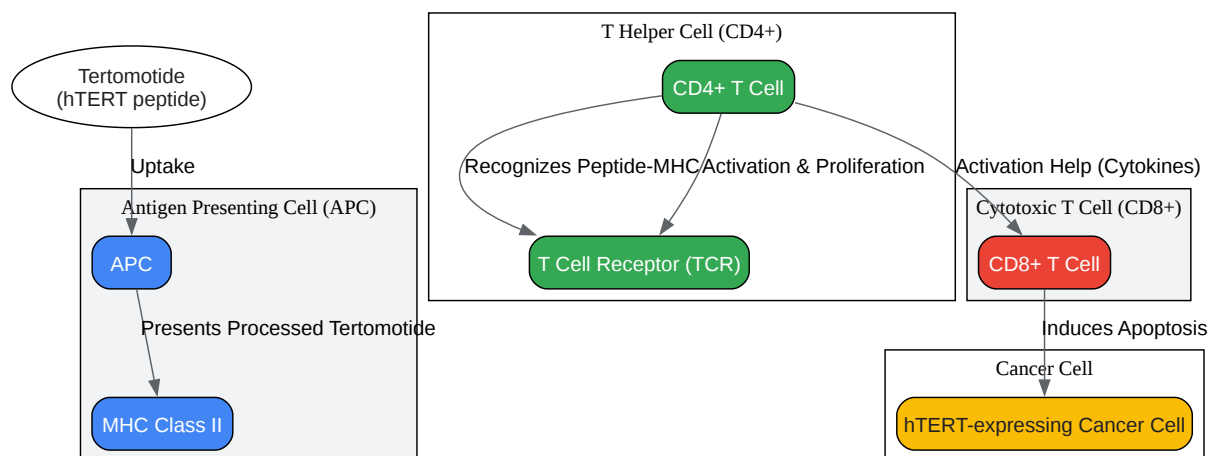 T Helper Cell (CD4+)
Tertomotide
(hTERT peptide)
CD4+ T Cell
Uptake
Recognizes Peptide-MHC
Activation & Proliferation
Activation Help (Cytokines)
Antigen Presenting Cell (APC)
Cytotoxic T Cell (CD8+)
APC
T Cell Receptor (TCR)
CD8+ T Cell
Presents Processed Tertomotide
Induces Apoptosis
Cancer Cell
MHC Class II
hTERT-expressing Cancer Cell